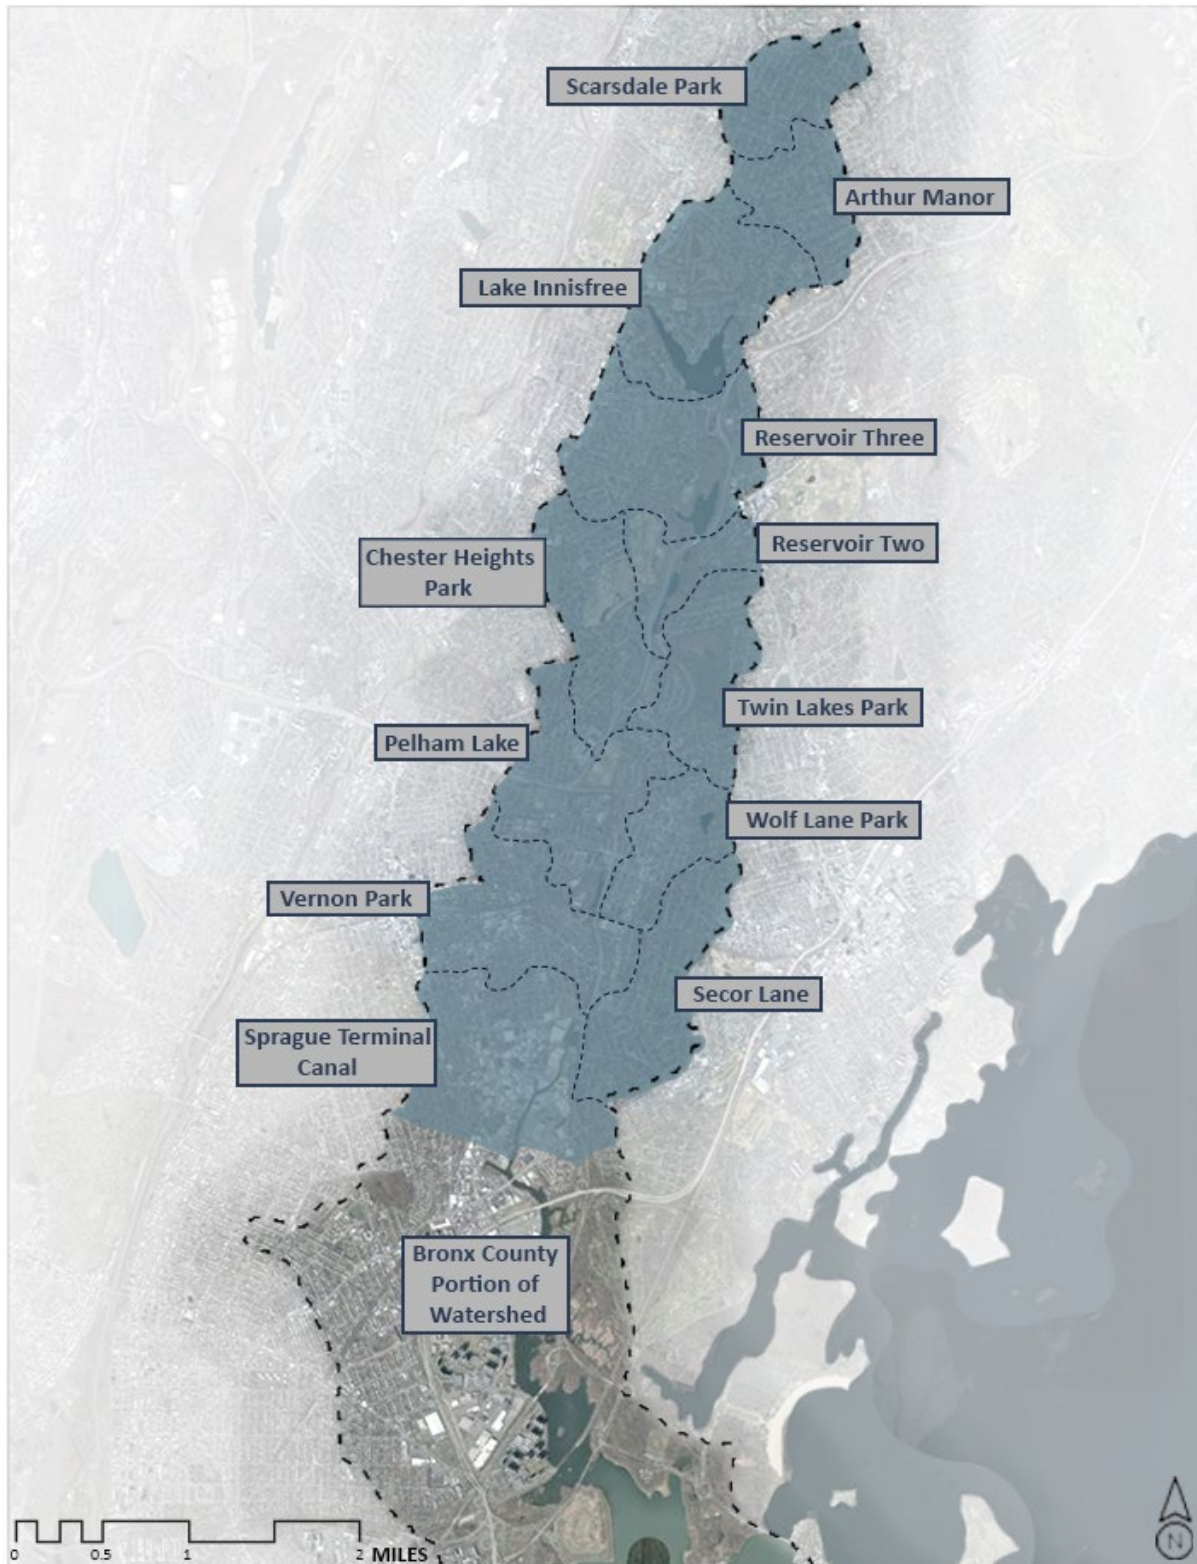 Scarsdale Park
Arthur Manor
Lake Innisfree
Reservoir Three
Reservoir Two
Chester Heights
Park
Twin Lakes Park
Pelham Lake
Wolf Lane Park
Vernon Park
Secor Lane
Sprague Terminal
Canal
Bronx County
Portion of
Watershed
0 0.5 1 2 MILES
N